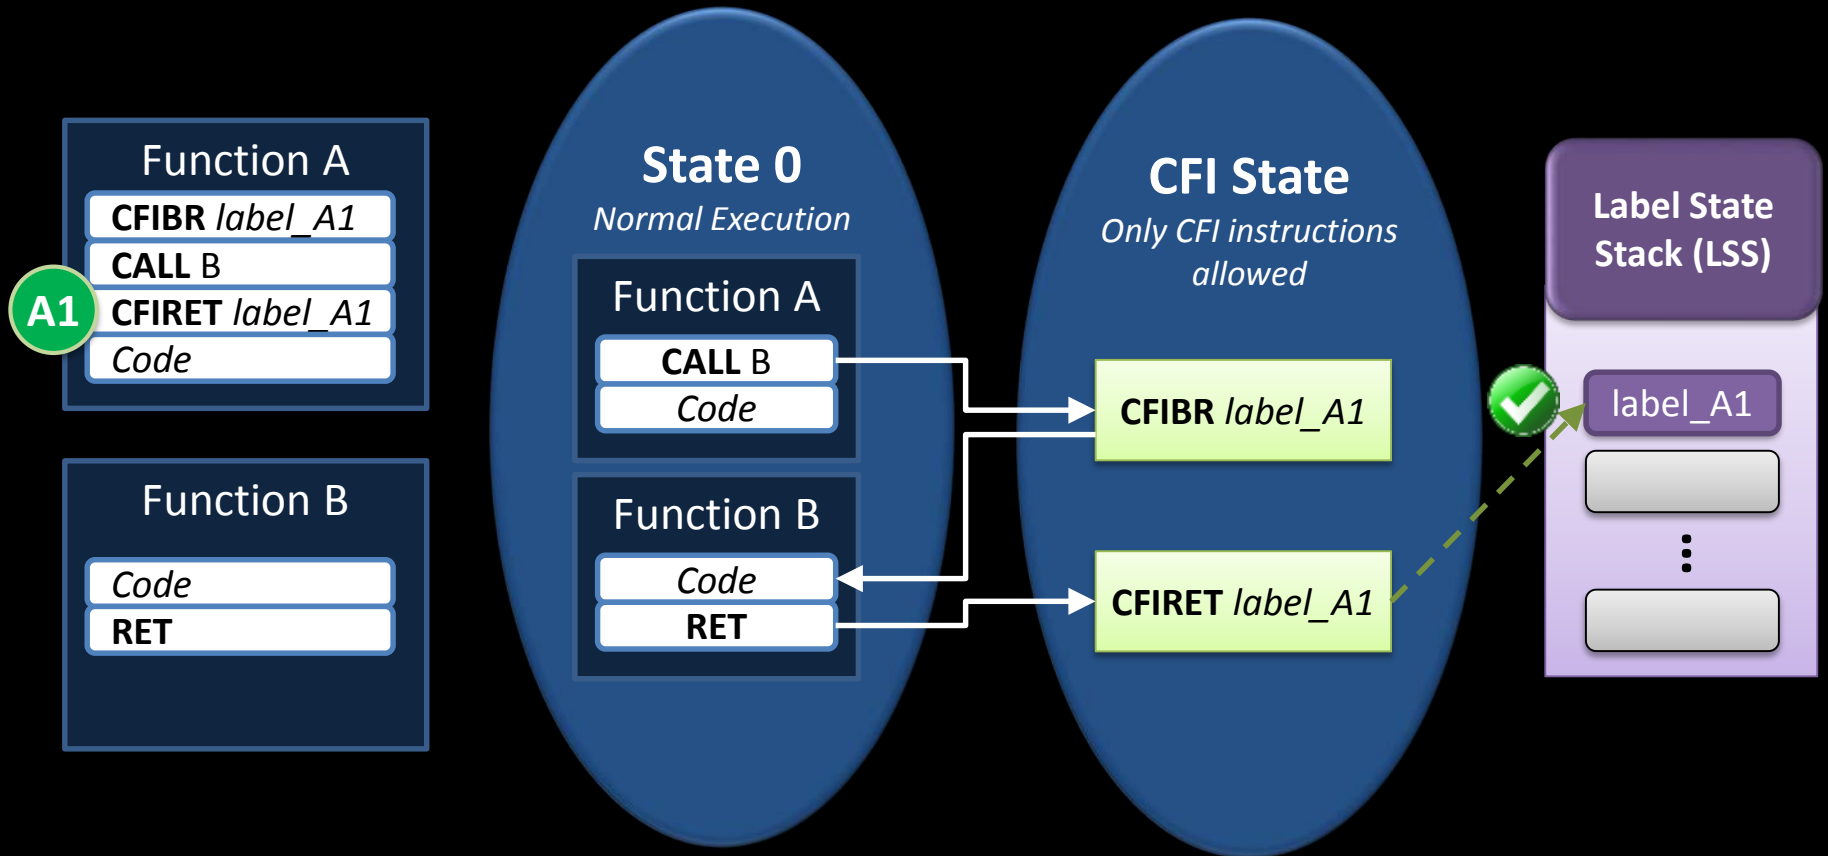 Function A
CFIBR label_A1
CALL B
A1
CFIRET label_A1
Code
Function B
Code
RET
State 0
Normal Execution
Function A
CALL B
Code
Function B
Code
RET
CFI State
Only CFI instructions
allowed
CFIBR label_A1
CFIRET label_A1
Label State
Stack (LSS)
label_A1